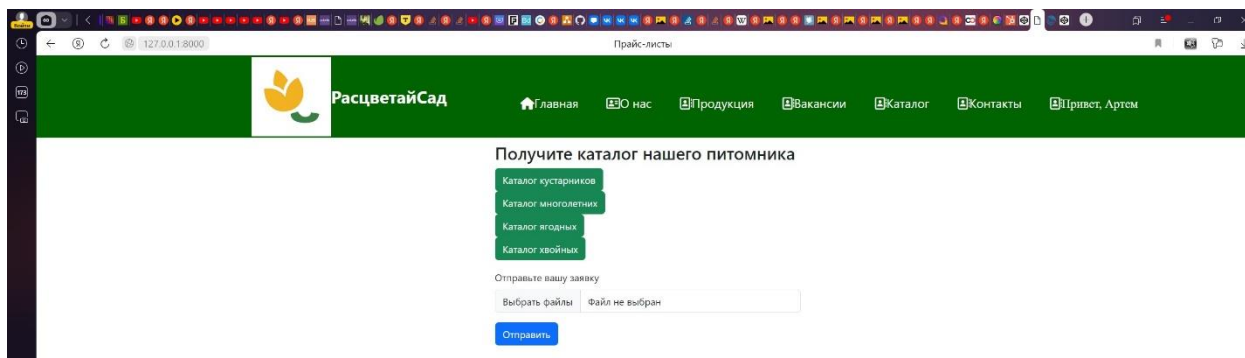 127.0.0.1:8000
Прайс-листы
РасцветайСад
Главная
О нас
Продукция
Вакансии
Каталог
Контакты
Привет, Артем
Получите каталог нашего питомника
Каталог кустарников
Каталог многолетних
Каталог ягодных
Каталог хвойных
Отправьте вашу заявку
Выбрать файлы Файл не выбран
Отправить